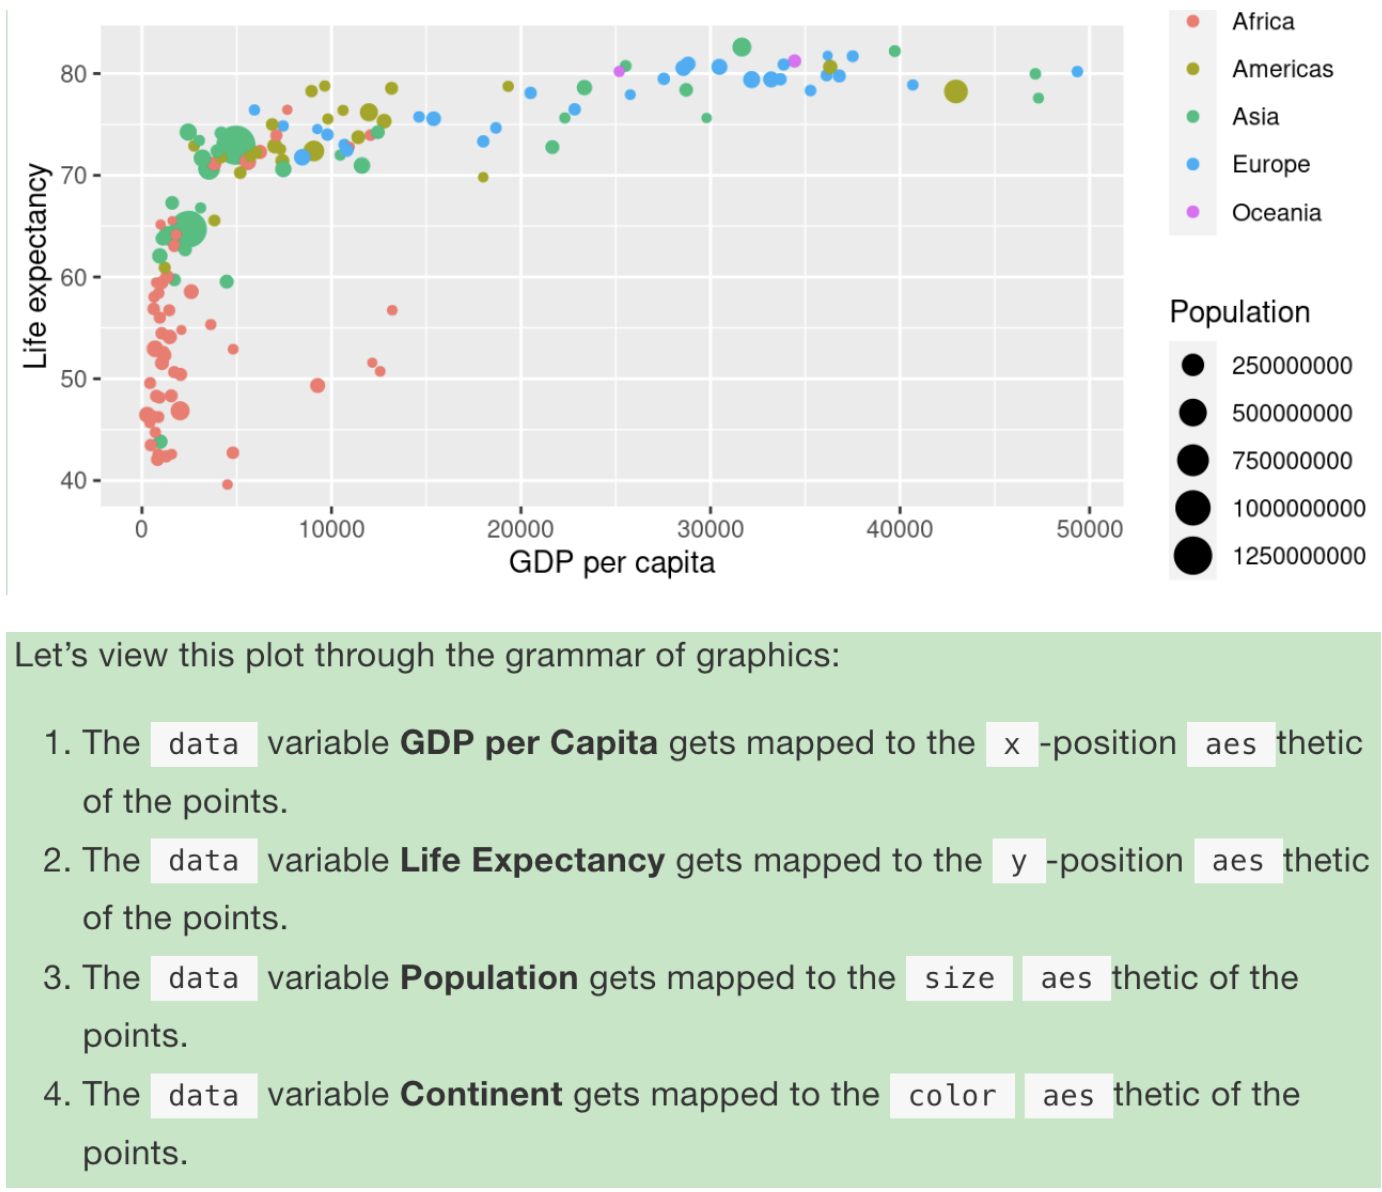 Africa
Americas
Asia
Europe
Oceania
Population
250000000
500000000
750000000
1000000000
1250000000
Life expectancy
80
70
60
50
40
0 10000 20000 30000 40000 50000
GDP per capita
Let’s view this plot through the grammar of graphics:
1. The data variable GDP per Capita gets mapped to the x -position aes thetic
of the points.
2. The data variable Life Expectancy gets mapped to the y -position aes thetic
of the points.
3. The data variable Population gets mapped to the size aes thetic of the
points.
4. The data variable Continent gets mapped to the color aes thetic of the
points.